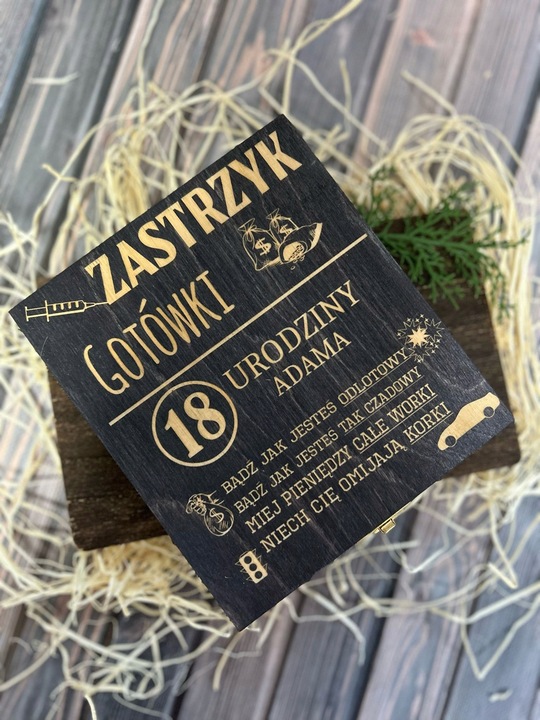 ZASTRZYK
GOTÓWKI
18
URODZINY
ADAMA
BĄDŹ JAK JESTEŚ ODLOTOWY
BĄDŹ JAK JESTEŚ TAK CZADOWY
MIEJ PIENIĘDZY CAŁE WORKI
NIECH CIĘ OMIJAJĄ KORKI